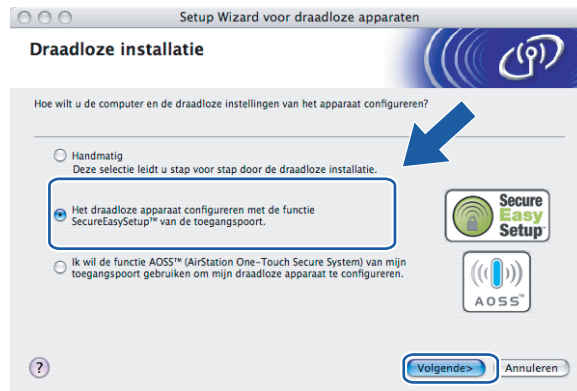 Setup Wizard voor draadloze apparaten
Draadloze installatie
Hoe wilt u de computer en de draadloze instellingen van het apparaat configureren?
Handmatig
Deze selectie leidt u stap voor stap door de draadloze installatie.
Het draadloze apparaat configureren met de functie
SecureEasySetup™ van de toegangspoort.
Secure
Easy
Setup™
Ik wil de functie AOSS™ (AirStation One-Touch Secure System) van mijn
toegangspoort gebruiken om mijn draadloze apparaat te configureren.
AOSS™
?
Volgende>
Annuleren